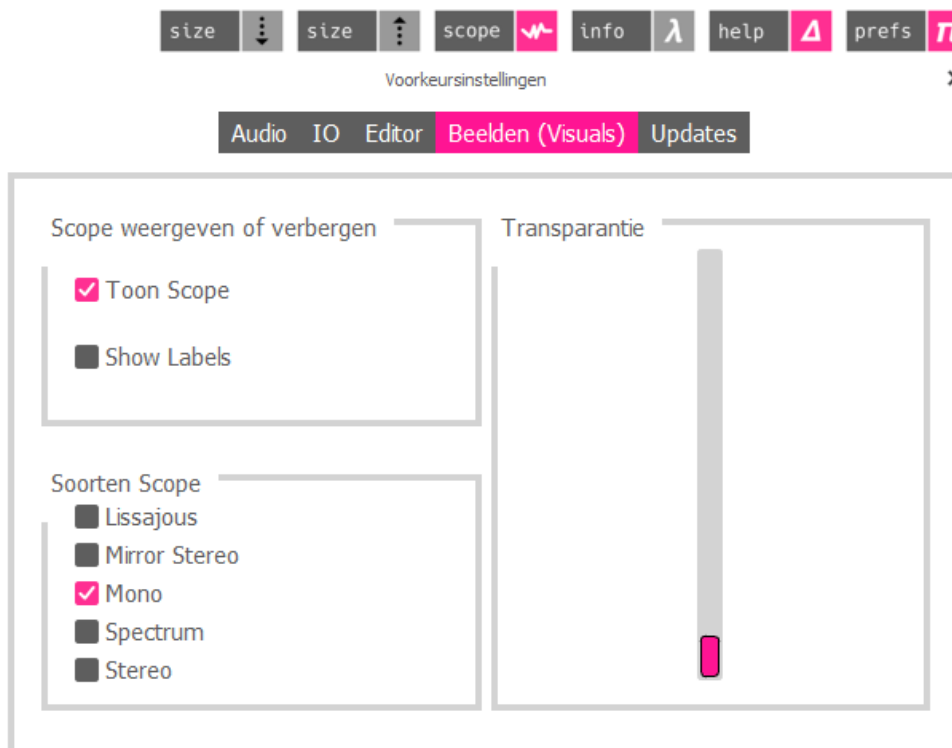 size size scope info λ help Δ prefs π
Voorkeursinstellingen
Audio IO Editor Beelden (Visuals) Updates
Scope weergeven of verbergen
Toon Scope
Show Labels
Soorten Scope
Lissajous
Mirror Stereo
Mono
Spectrum
Stereo
Transparantie